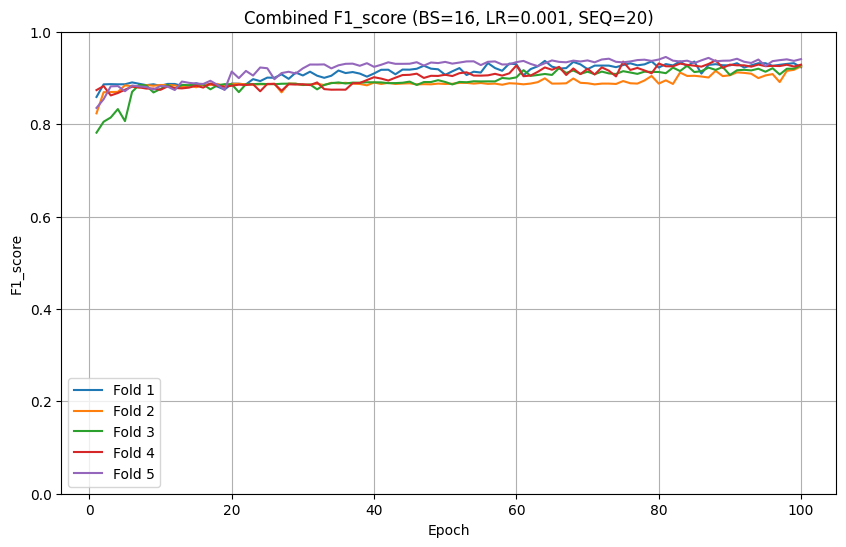 Combined F1_score (BS=16, LR=0.001, SEQ=20)
1.0
0.8
0.6
0.4
0.2
0.0
F1_score
Fold 1
Fold 2
Fold 3
Fold 4
Fold 5
0 20 40 60 80 100
Epoch